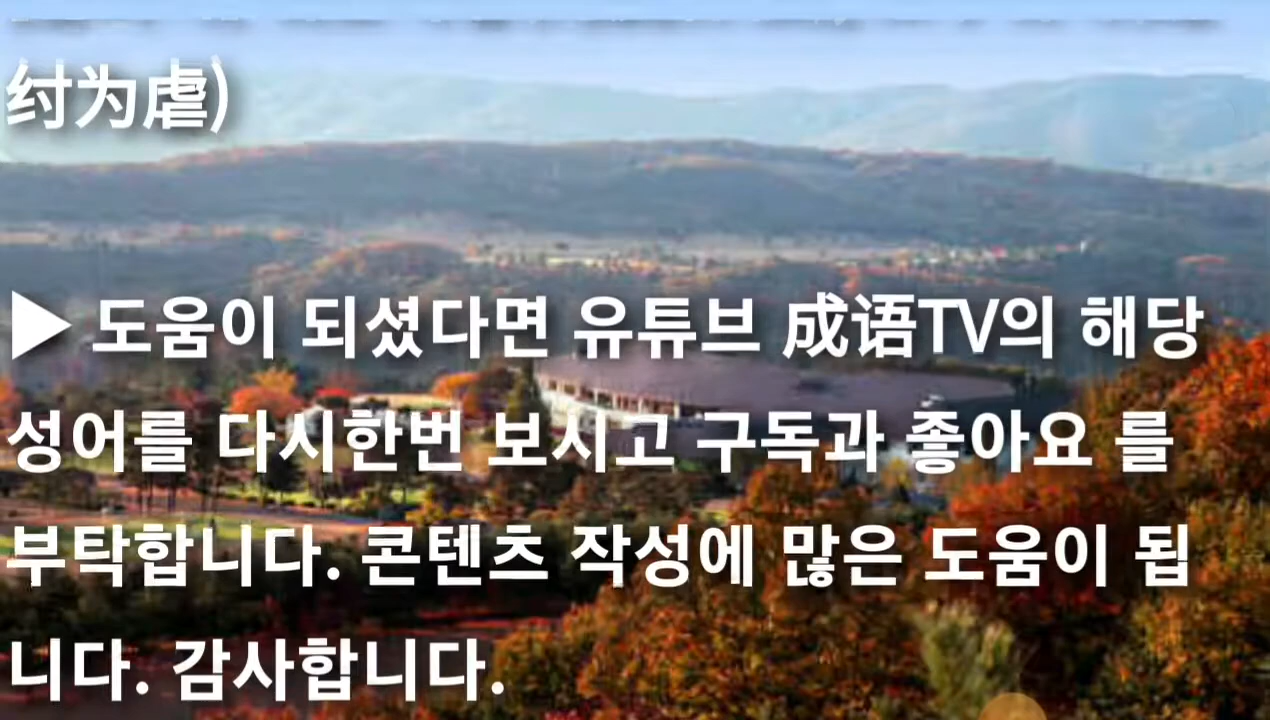 纣为虐)
▶ 도움이 되셨다면 유튜브 成语TV의 해당
성어를 다시한번 보시고 구독과 좋아요 를
부탁합니다. 콘텐츠 작성에 많은 도움이 됩
니다. 감사합니다.